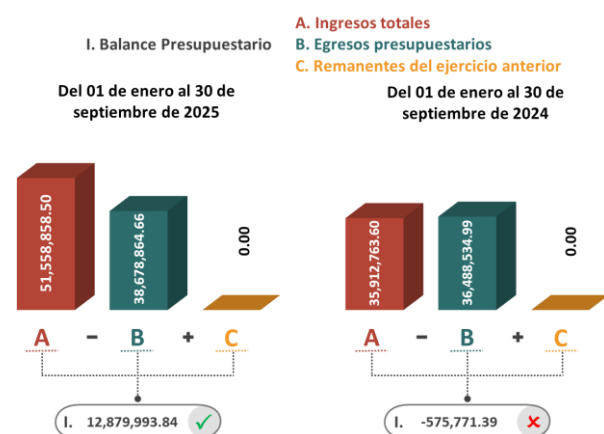 A. Ingresos totales
I. Balance Presupuestario
B. Egresos presupuestarios
C. Remanentes del ejercicio anterior
Del 01 de enero al 30 de
septiembre de 2025
Del 01 de enero al 30 de
septiembre de 2024
51,558,858.50
38,678,864.66
0.00
35,912,763.60
36,488,534.99
0.00
A - B + C
A - B + C
I. 12,879,993.84
I. -575,771.39